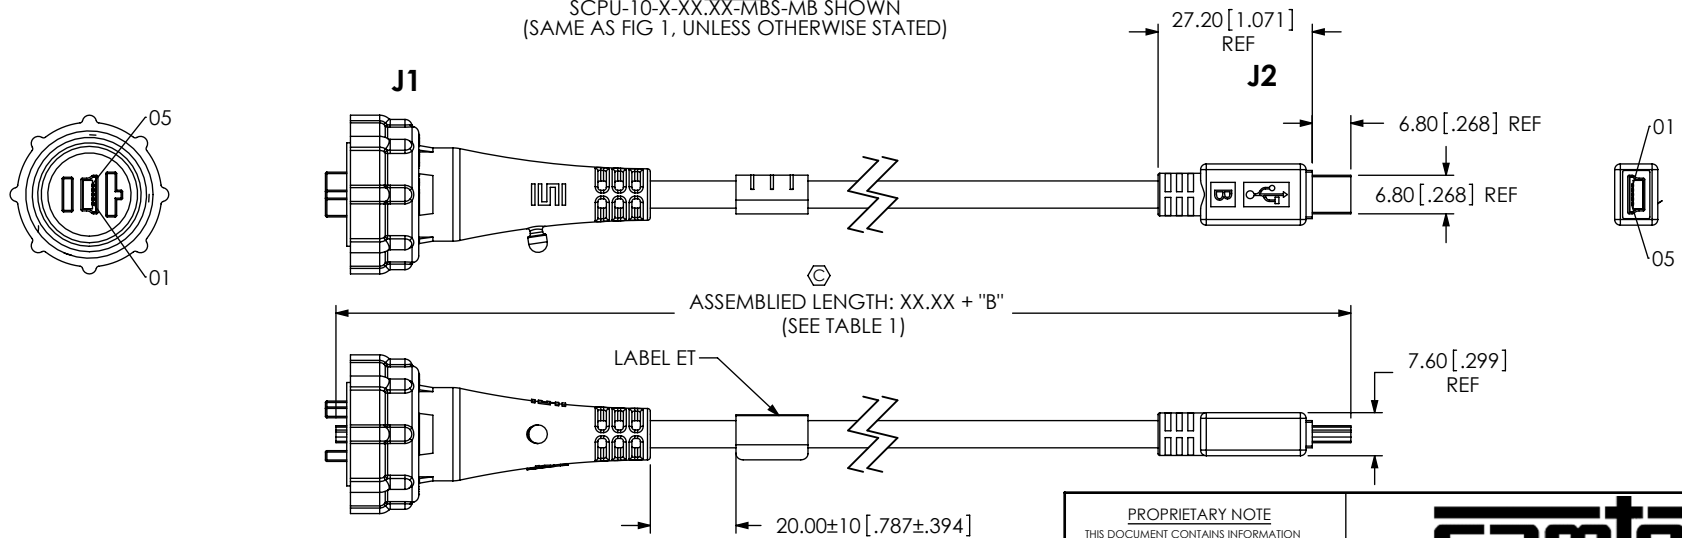 SCPU-10-X-XX.XX-MBS-MB SHOWN
(SAME AS FIG 1, UNLESS OTHERWISE STATED)
27.20 [1.071]
REF
J1
J2
05
6.80 [.268] REF
01
B
6.80 [.268] REF
01
05
C
ASSEMBLIED LENGTH: XX.XX + "B"
(SEE TABLE 1)
LABEL ET
7.60 [.299]
REF
20.00±10 [.787±.394]
PROPRIETARY NOTE
THIS DOCUMENT CONTAINS INFORMATION